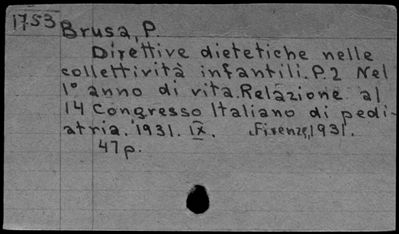 1753
Brusa, P.
Direttive dietetiche nelle
collettività infantili. P.2 Nel
1° anno di vita. Relazione al
14 Congresso Italiano di pedi-
atria. 1931. IX. Firenze, 1931.
47 p.